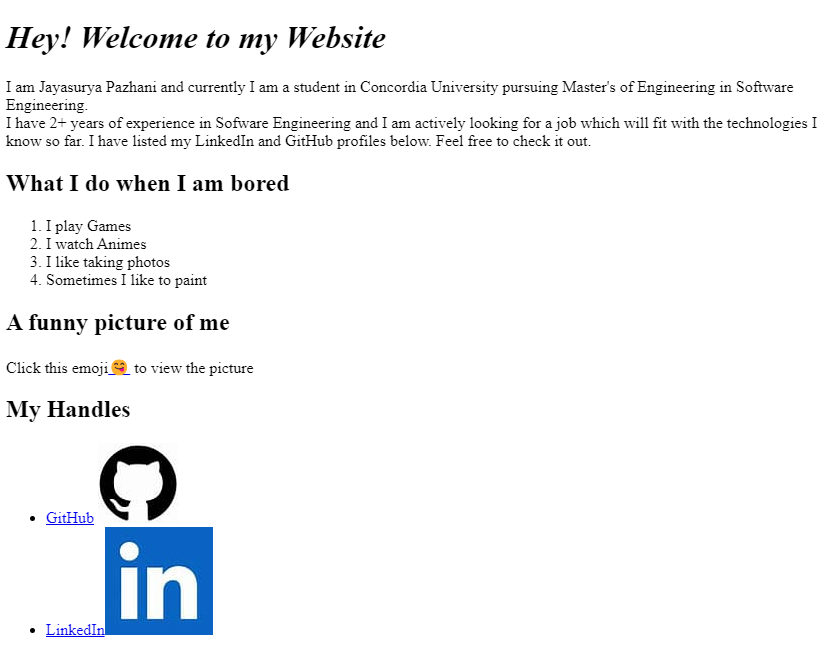 Hey! Welcome to my Website
I am Jayasurya Pazhani and currently I am a student in Concordia University pursuing Master's of Engineering in Software
Engineering.
I have 2+ years of experience in Sofware Engineering and I am actively looking for a job which will fit with the technologies I
know so far. I have listed my LinkedIn and GitHub profiles below. Feel free to check it out.
What I do when I am bored
1. I play Games
2. I watch Animes
3. I like taking photos
4. Sometimes I like to paint
A funny picture of me
Click this emoji 😋 to view the picture
My Handles
• GitHub
in
• LinkedIn